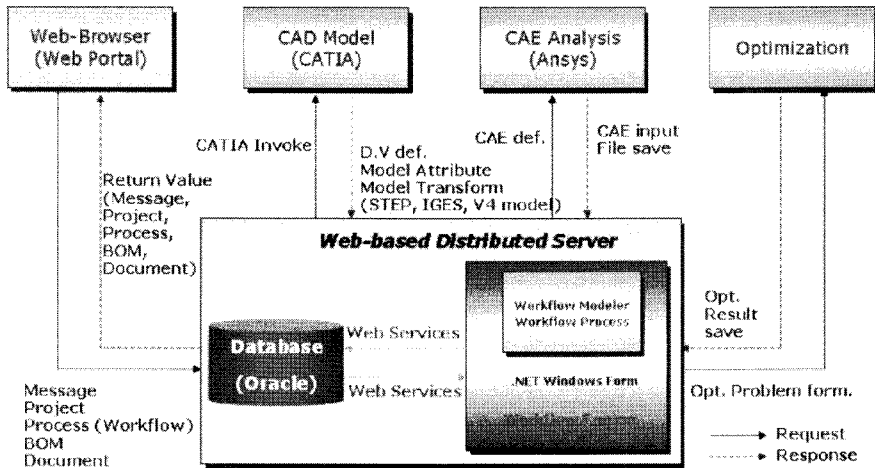 Web-Browser
(Web Portal)
CAD Model
(CATIA)
CAE Analysis
(Ansys)
Optimization
CATIA Invoke
D.V def.
Model Attribute
Model Transform
(STEP, IGES, V4 model)
CAE def.
CAE input
File save
Return Value
(Message,
Project,
Process,
BOM,
Document)
Web-based Distributed Server
Workflow Modeler
Workflow Process
Database
(Oracle)
Web Services
Web Services
.NET Windows Form
Workflow Engine
Opt.
Result
save
Opt. Problem form.
Message
Project
Process (Workflow)
BOM
Document
Request
Response